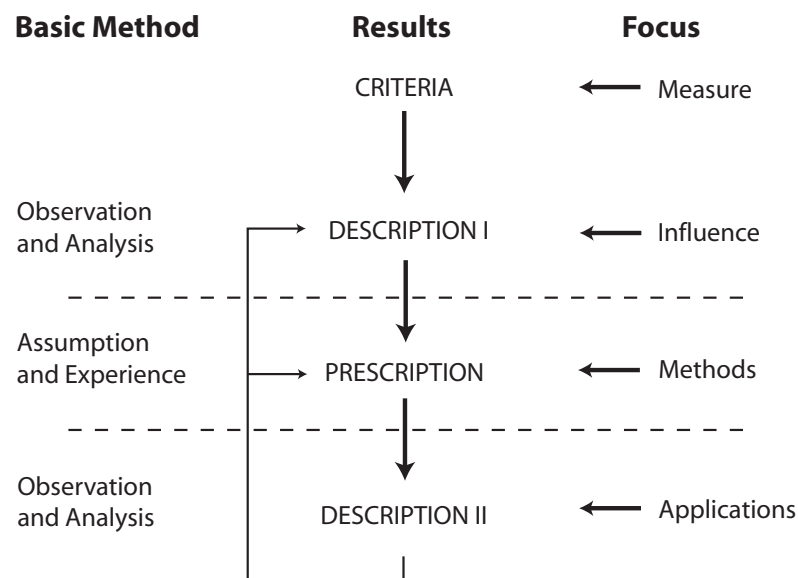 Basic Method Results Focus
CRITERIA Measure
Observation
and Analysis
DESCRIPTION I Influence
Assumption
and Experience
PRESCRIPTION Methods
Observation
and Analysis
DESCRIPTION II Applications